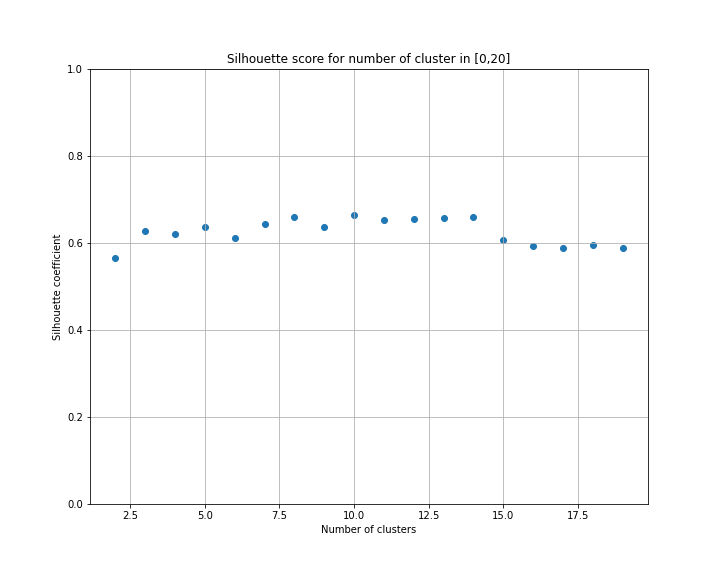 Silhouette score for number of cluster in [0,20]
1.0
0.8
0.6
0.4
0.2
0.0
Silhouette coefficient
2.5 5.0 7.5 10.0 12.5 15.0 17.5
Number of clusters